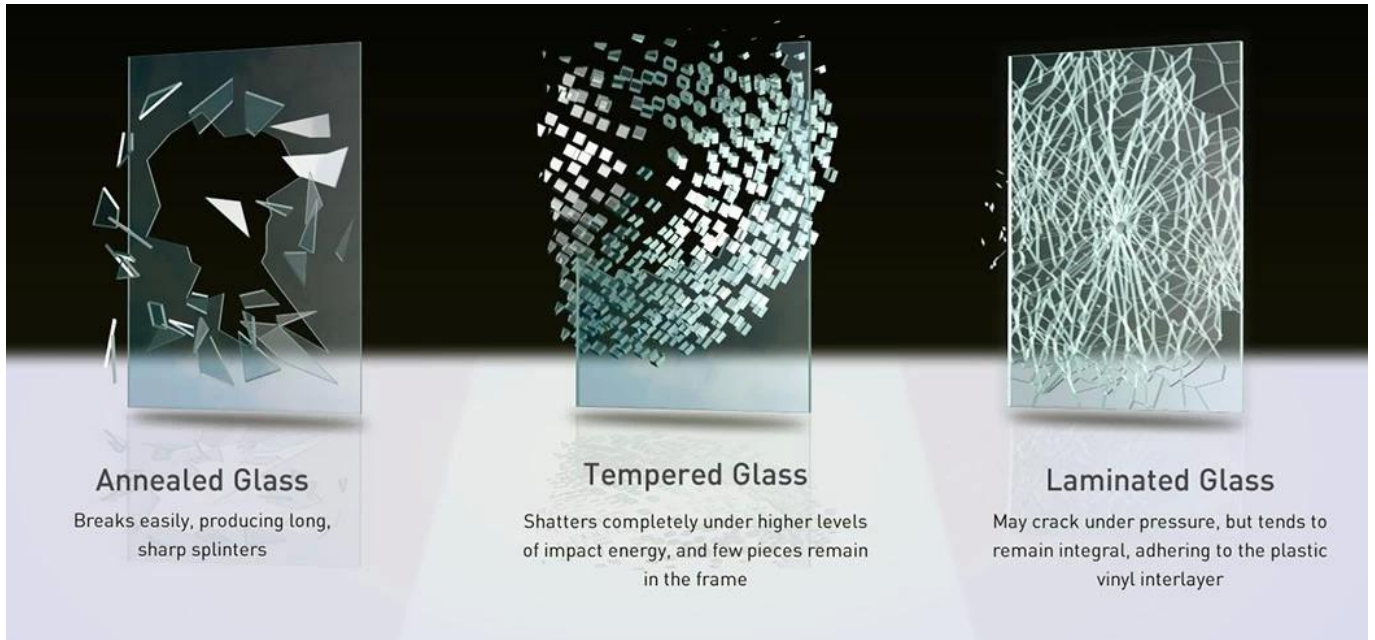 Annealed Glass
Breaks easily, producing long,
sharp splinters
Tempered Glass
Shatters completely under higher levels
of impact energy, and few pieces remain
in the frame
Laminated Glass
May crack under pressure, but tends to
remain integral, adhering to the plastic
vinyl interlayer